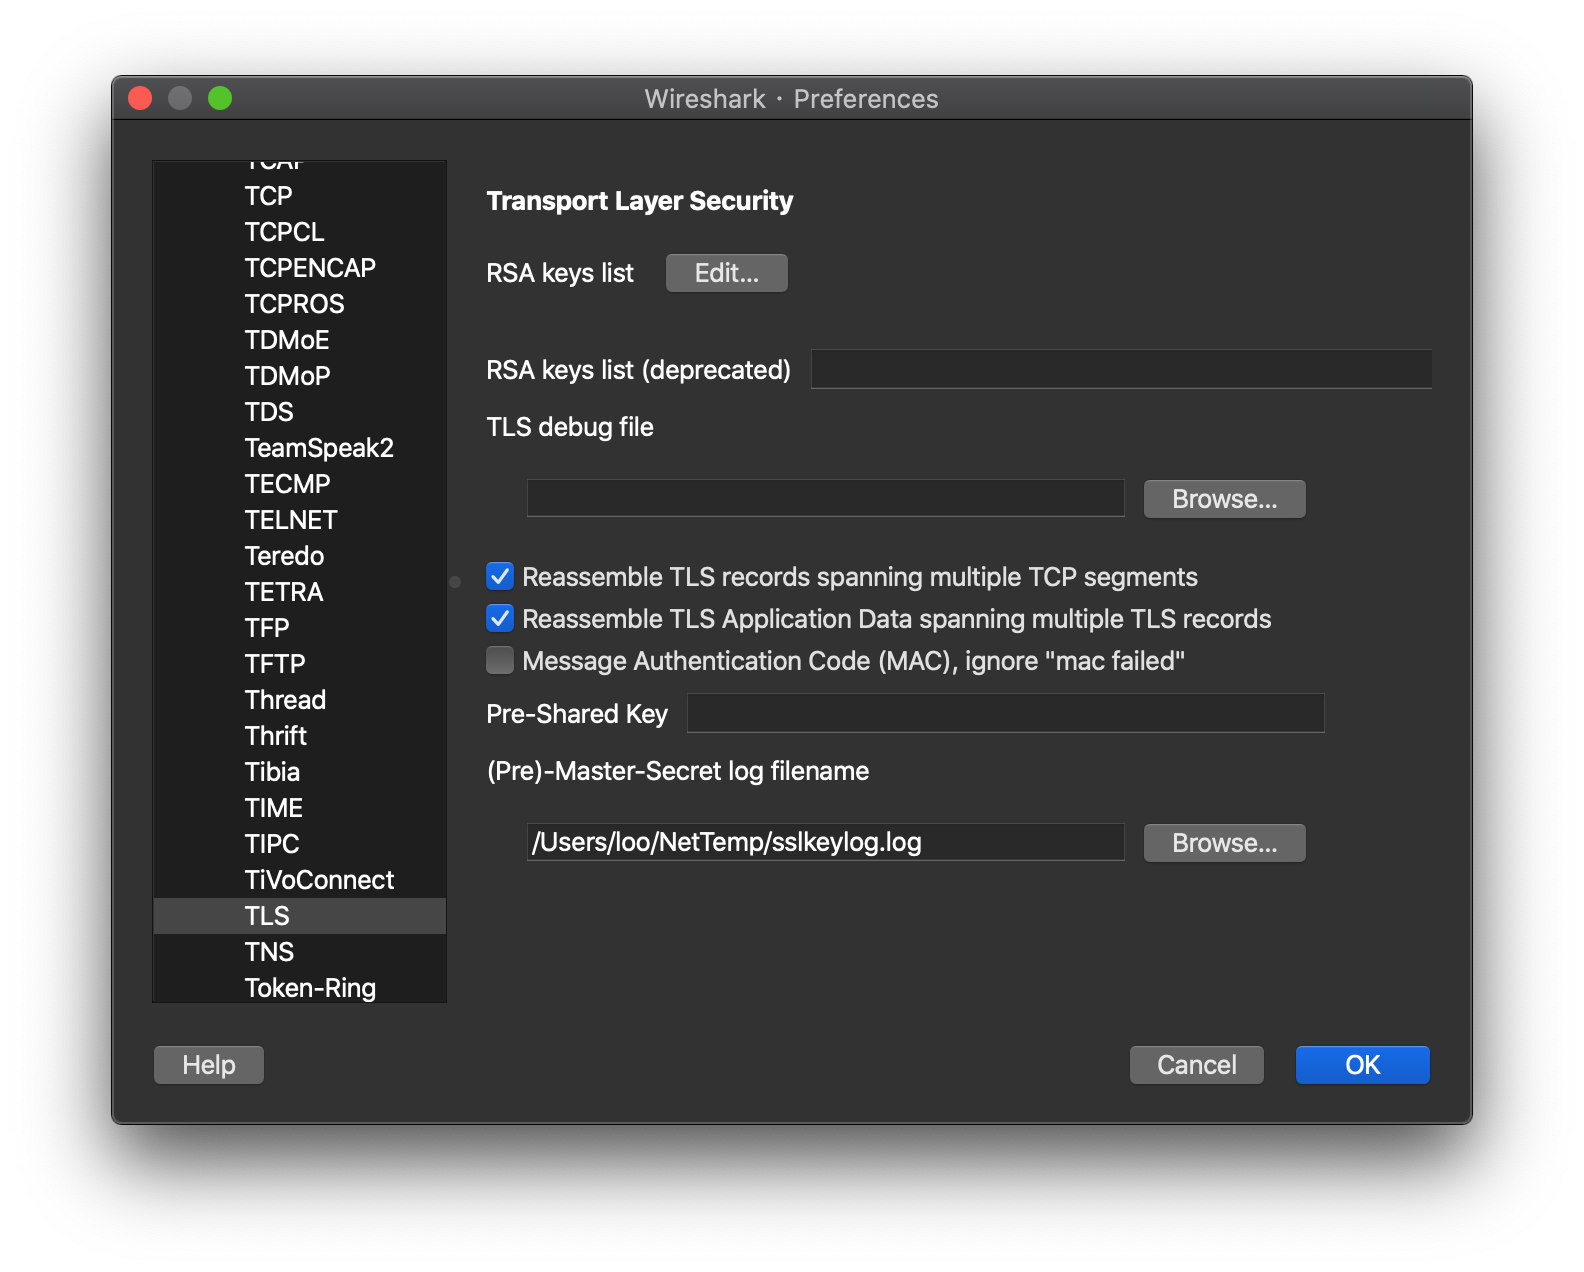 Wireshark · Preferences
TCAP
TCP
TCPCL
TCPENCAP
TCPROS
TDMoE
TDMoP
TDS
TeamSpeak2
TECMP
TELNET
Teredo
TETRA
TFP
TFTP
Thread
Thrift
Tibia
TIME
TIPC
TiVoConnect
TLS
TNS
Token-Ring
Transport Layer Security
RSA keys list Edit...
RSA keys list (deprecated)
TLS debug file
Browse...
Reassemble TLS records spanning multiple TCP segments
Reassemble TLS Application Data spanning multiple TLS records
Message Authentication Code (MAC), ignore "mac failed"
Pre-Shared Key
(Pre)-Master-Secret log filename
/Users/loo/NetTemp/sslkeylog.log Browse...
Help Cancel OK